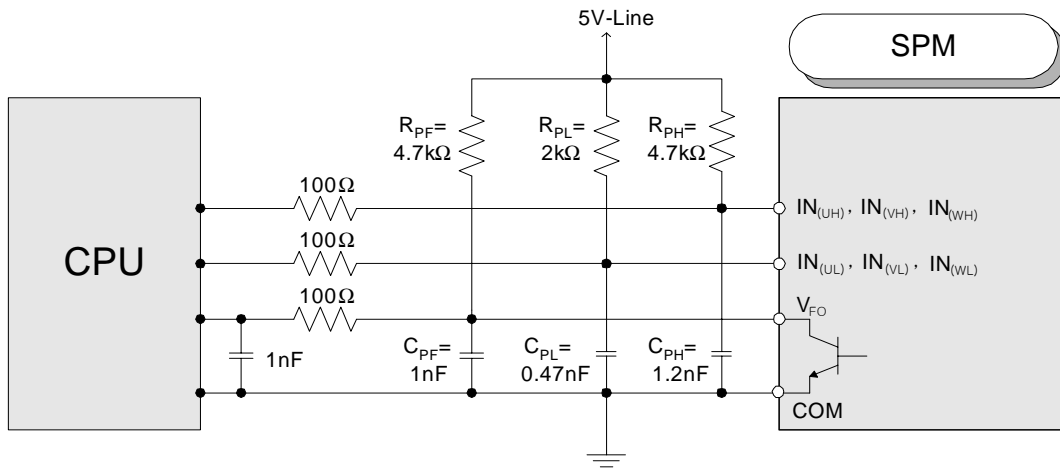 5V-Line
SPM
R_PF=
4.7kΩ
R_PL=
2kΩ
R_PH=
4.7kΩ
100Ω
IN(UH), IN(VH), IN(WH)
CPU
100Ω
IN(UL), IN(VL), IN(WL)
100Ω
V_FO
1nF
C_PF=
1nF
C_PL=
0.47nF
C_PH=
1.2nF
COM